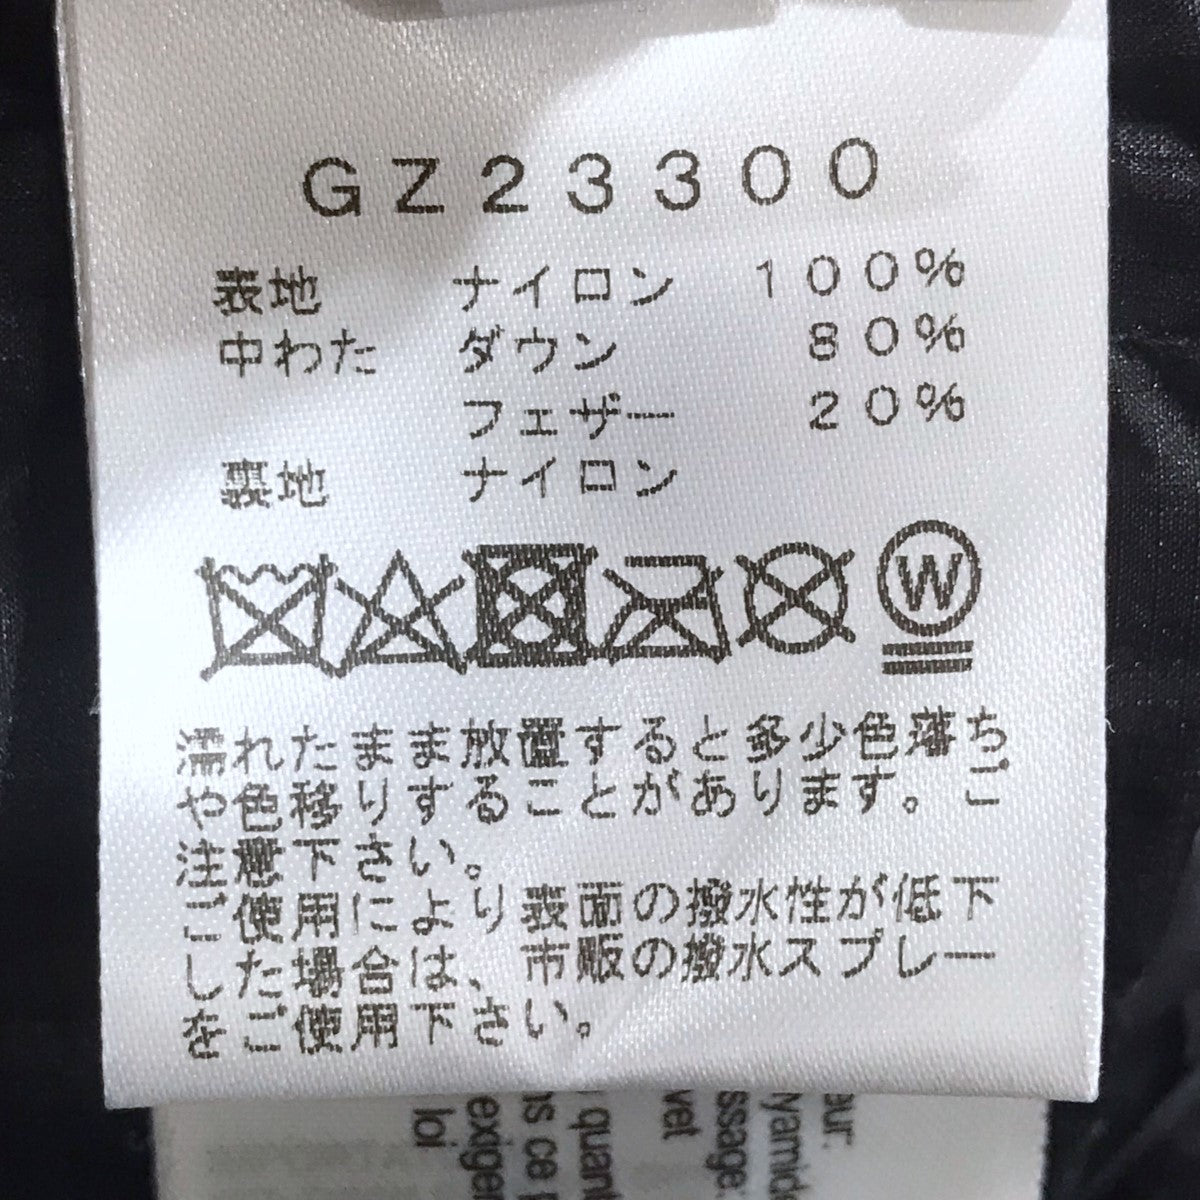 GZ23300
表地 ナイロン 100%
中わた ダウン 80%
フェザー 20%
裏地 ナイロン
W
濡れたまま放置すると多少色落ち
や色移りすることがあります。ご
注意下さい。
ご使用により表面の撥水性が低下
した場合は、市販の撥水スプレー
をご使用下さい。
quant
exiger
loi
vet